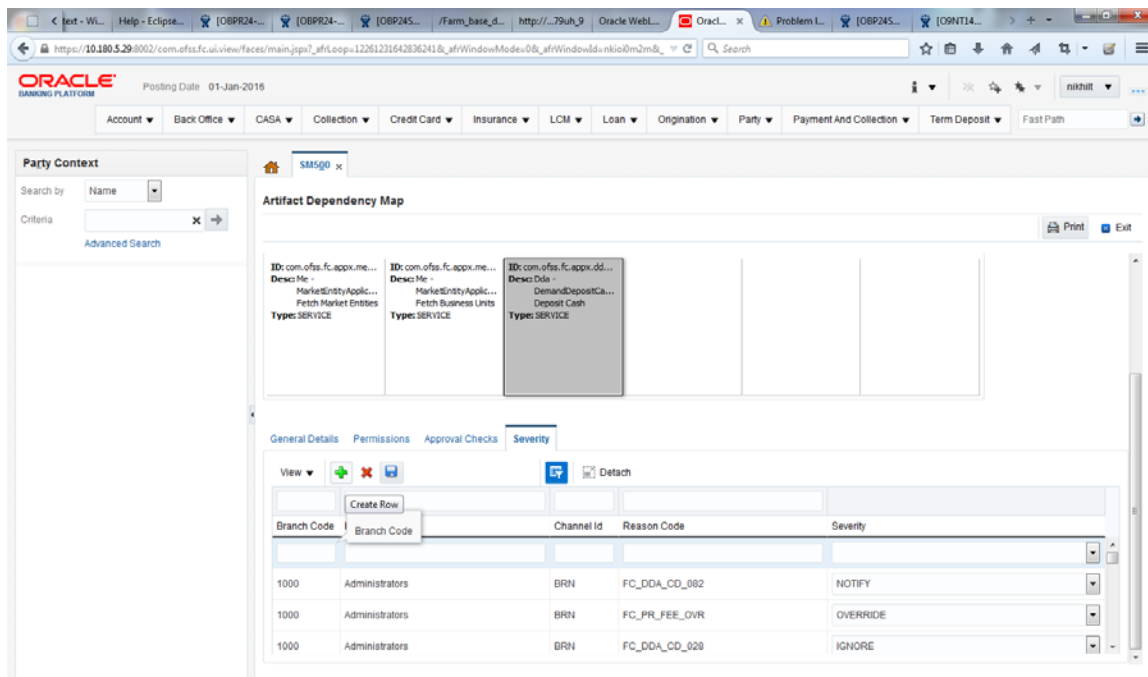 text - Wi...
Help - Eclipse...
[OBPR24-...
[OBPR24-...
[OBP24S...
/Farm_base_d...
http://...79uh_9
Oracle WebL...
Oracl...
Problem l...
[OBP24S...
[O9NT14...
https://10.180.5.29:8002/com.ofss.fc.ui.view/faces/main.jspx?_afrLoop=12261231642836241&_afrWindowMode=0&_afrWindowId=nkioi0m2m&_
Search
ORACLE
BANKING PLATFORM
Posting Date 01-Jan-2016
nikhilt
Account Back Office CASA Collection Credit Card Insurance LCM Loan Origination Party Payment And Collection Term Deposit Fast Path
Party Context
Search by Name
Criteria
Advanced Search
SM500
Artifact Dependency Map
Print Exit
ID: com.ofss.fc.appx.me...
Desc: Me -
MarketEntityApplic...
Fetch Market Entities
Type: SERVICE
ID: com.ofss.fc.appx.me...
Desc: Me -
MarketEntityApplic...
Fetch Business Units
Type: SERVICE
ID: com.ofss.fc.appx.dd...
Desc: Dda -
DemandDepositCa...
Deposit Cash
Type: SERVICE
General Details Permissions Approval Checks Severity
View Detach
Create Row
Branch Code Channel Id Reason Code Severity
Branch Code
1000 Administrators BRN FC_DDA_CD_082 NOTIFY
1000 Administrators BRN FC_PR_FEE_OVR OVERRIDE
1000 Administrators BRN FC_DDA_CD_028 IGNORE